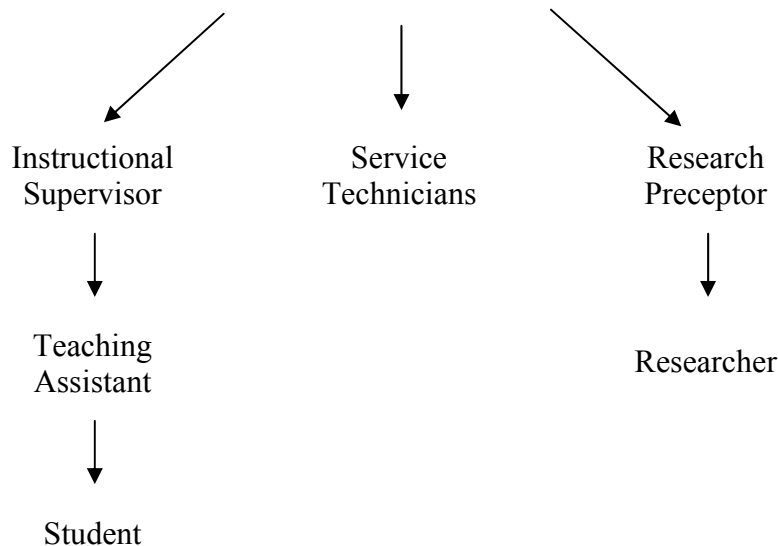 Instructional
Supervisor
Service
Technicians
Research
Preceptor
Teaching
Assistant
Researcher
Student